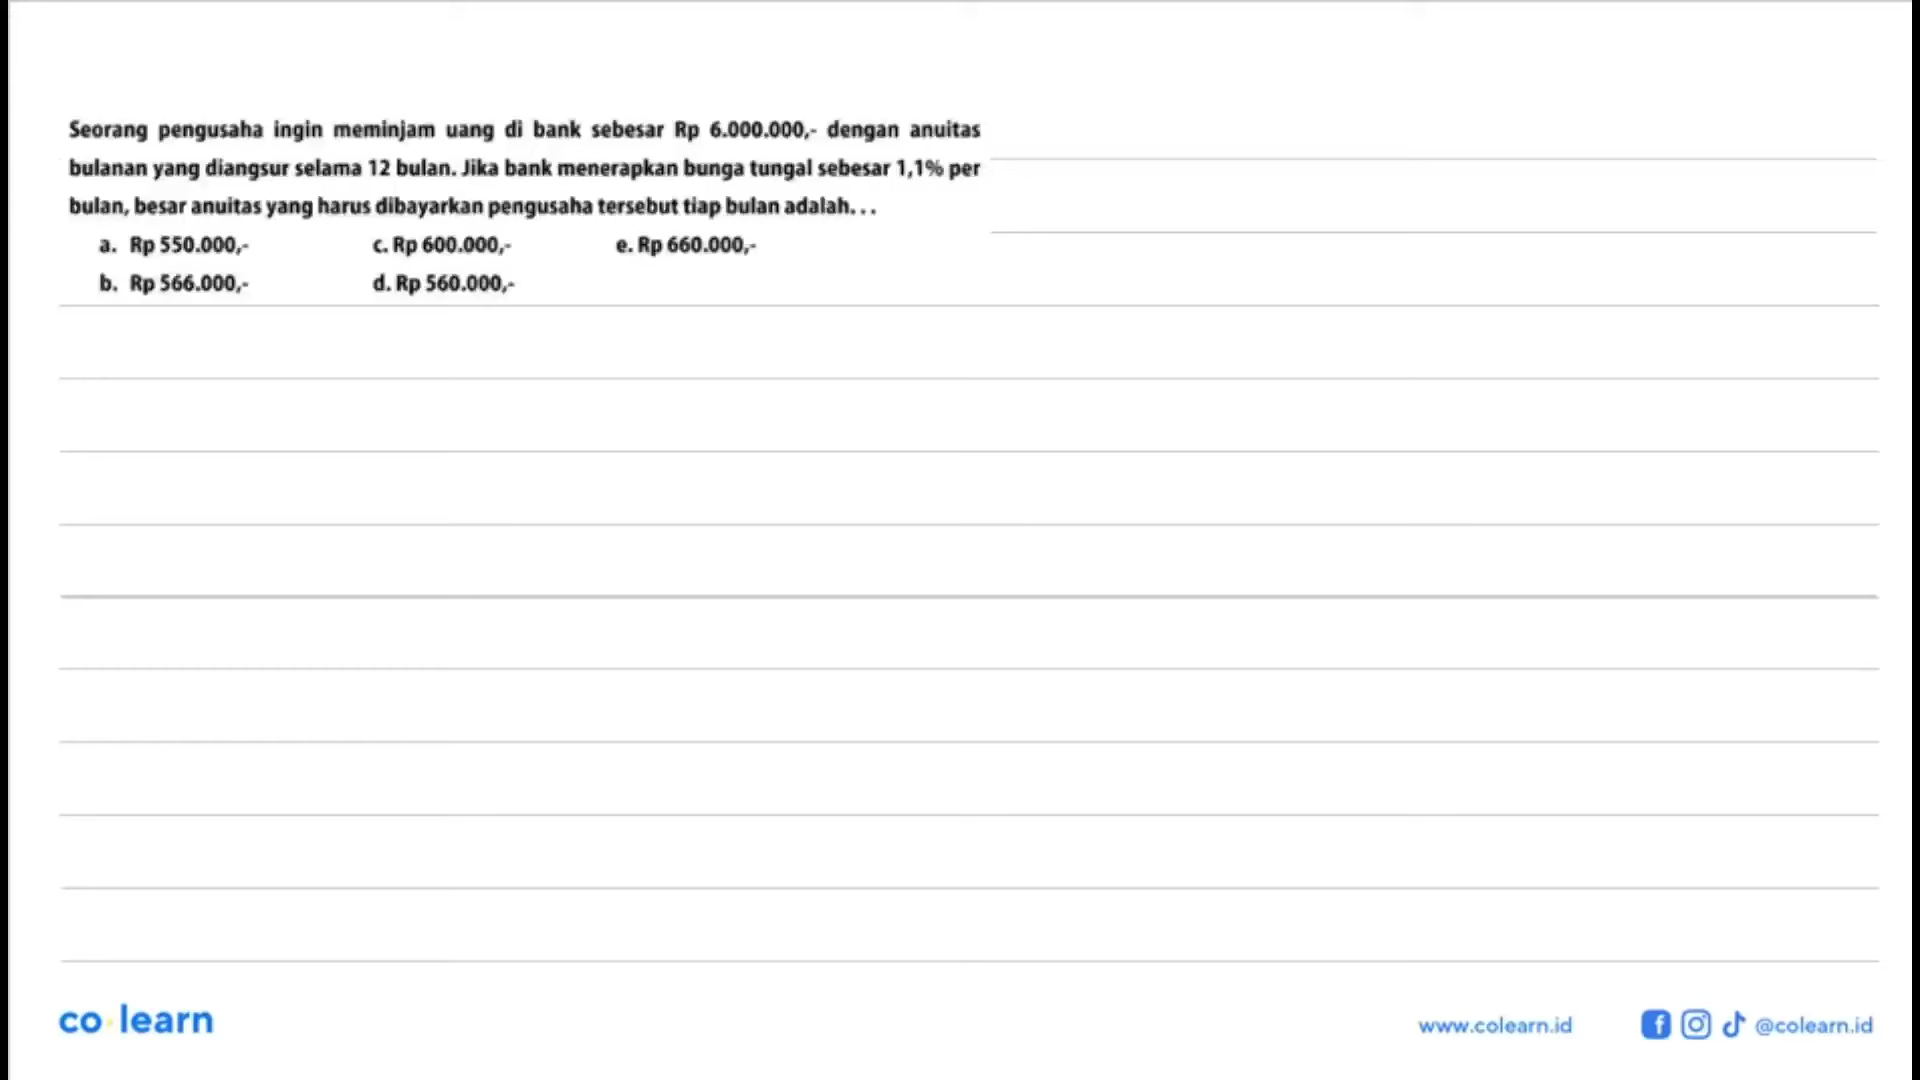 Seorang pengusaha ingin meminjam uang di bank sebesar Rp 6.000.000,- dengan anuitas
bulanan yang diangsur selama 12 bulan. Jika bank menerapkan bunga tungal sebesar 1,1% per
bulan, besar anuitas yang harus dibayarkan pengusaha tersebut tiap bulan adalah...
a. Rp 550.000,- c. Rp 600.000,- e. Rp 660.000,-
b. Rp 566.000,- d. Rp 560.000,-
co learn www.colearn.id @colearn.id